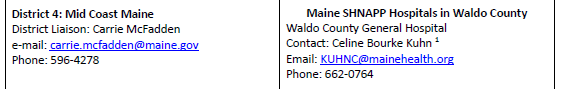 District 4: Mid Coast Maine
District Liaison: Carrie McFadden
e-mail: carrie.mcfadden@maine.gov
Phone: 596-4278
Maine SHNAPP Hospitals in Waldo County
Waldo County General Hospital
Contact: Celine Bourke Kuhn ¹
Email: KUHNC@mainehealth.org
Phone: 662-0764